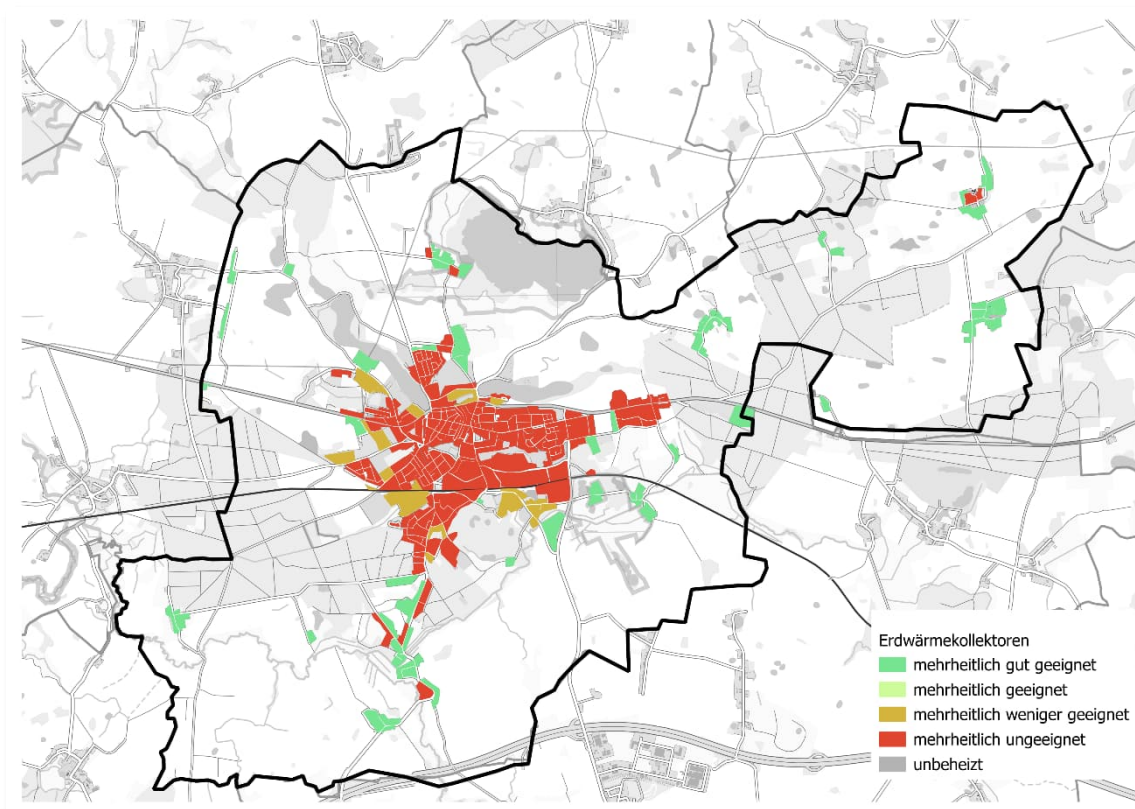 Erdwärmekollektoren
mehrheitlich gut geeignet
mehrheitlich geeignet
mehrheitlich weniger geeignet
mehrheitlich ungeeignet
unbeheizt